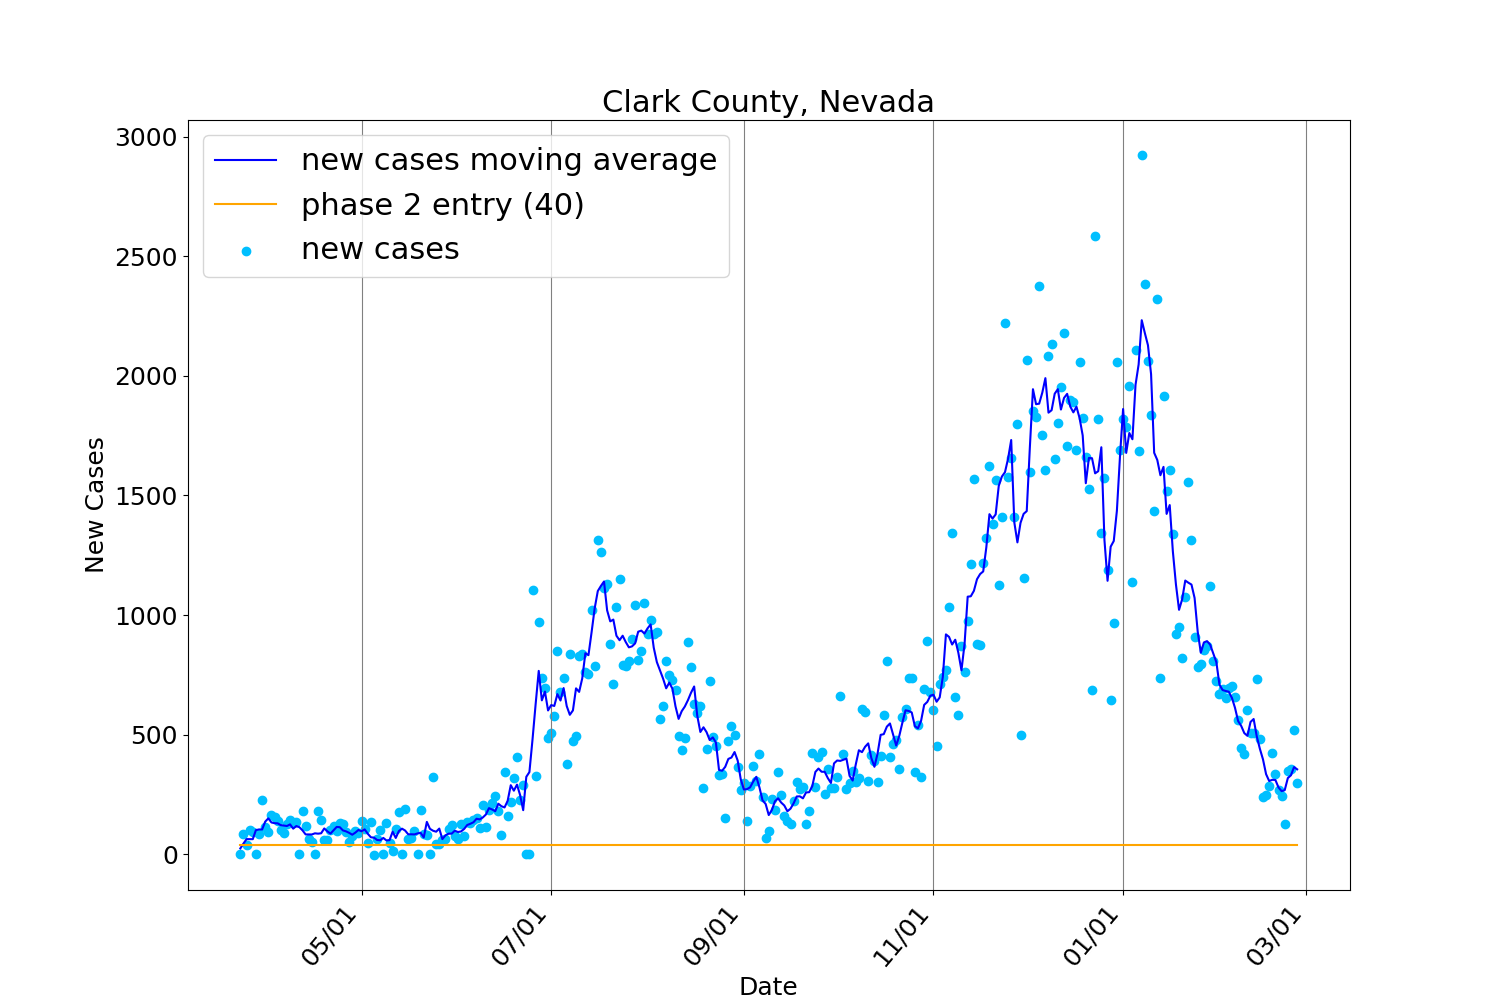 Clark County, Nevada
3000
2500
2000
1500
1000
500
0
New Cases
new cases moving average
phase 2 entry (40)
new cases
05/01
07/01
09/01
11/01
01/01
03/01
Date